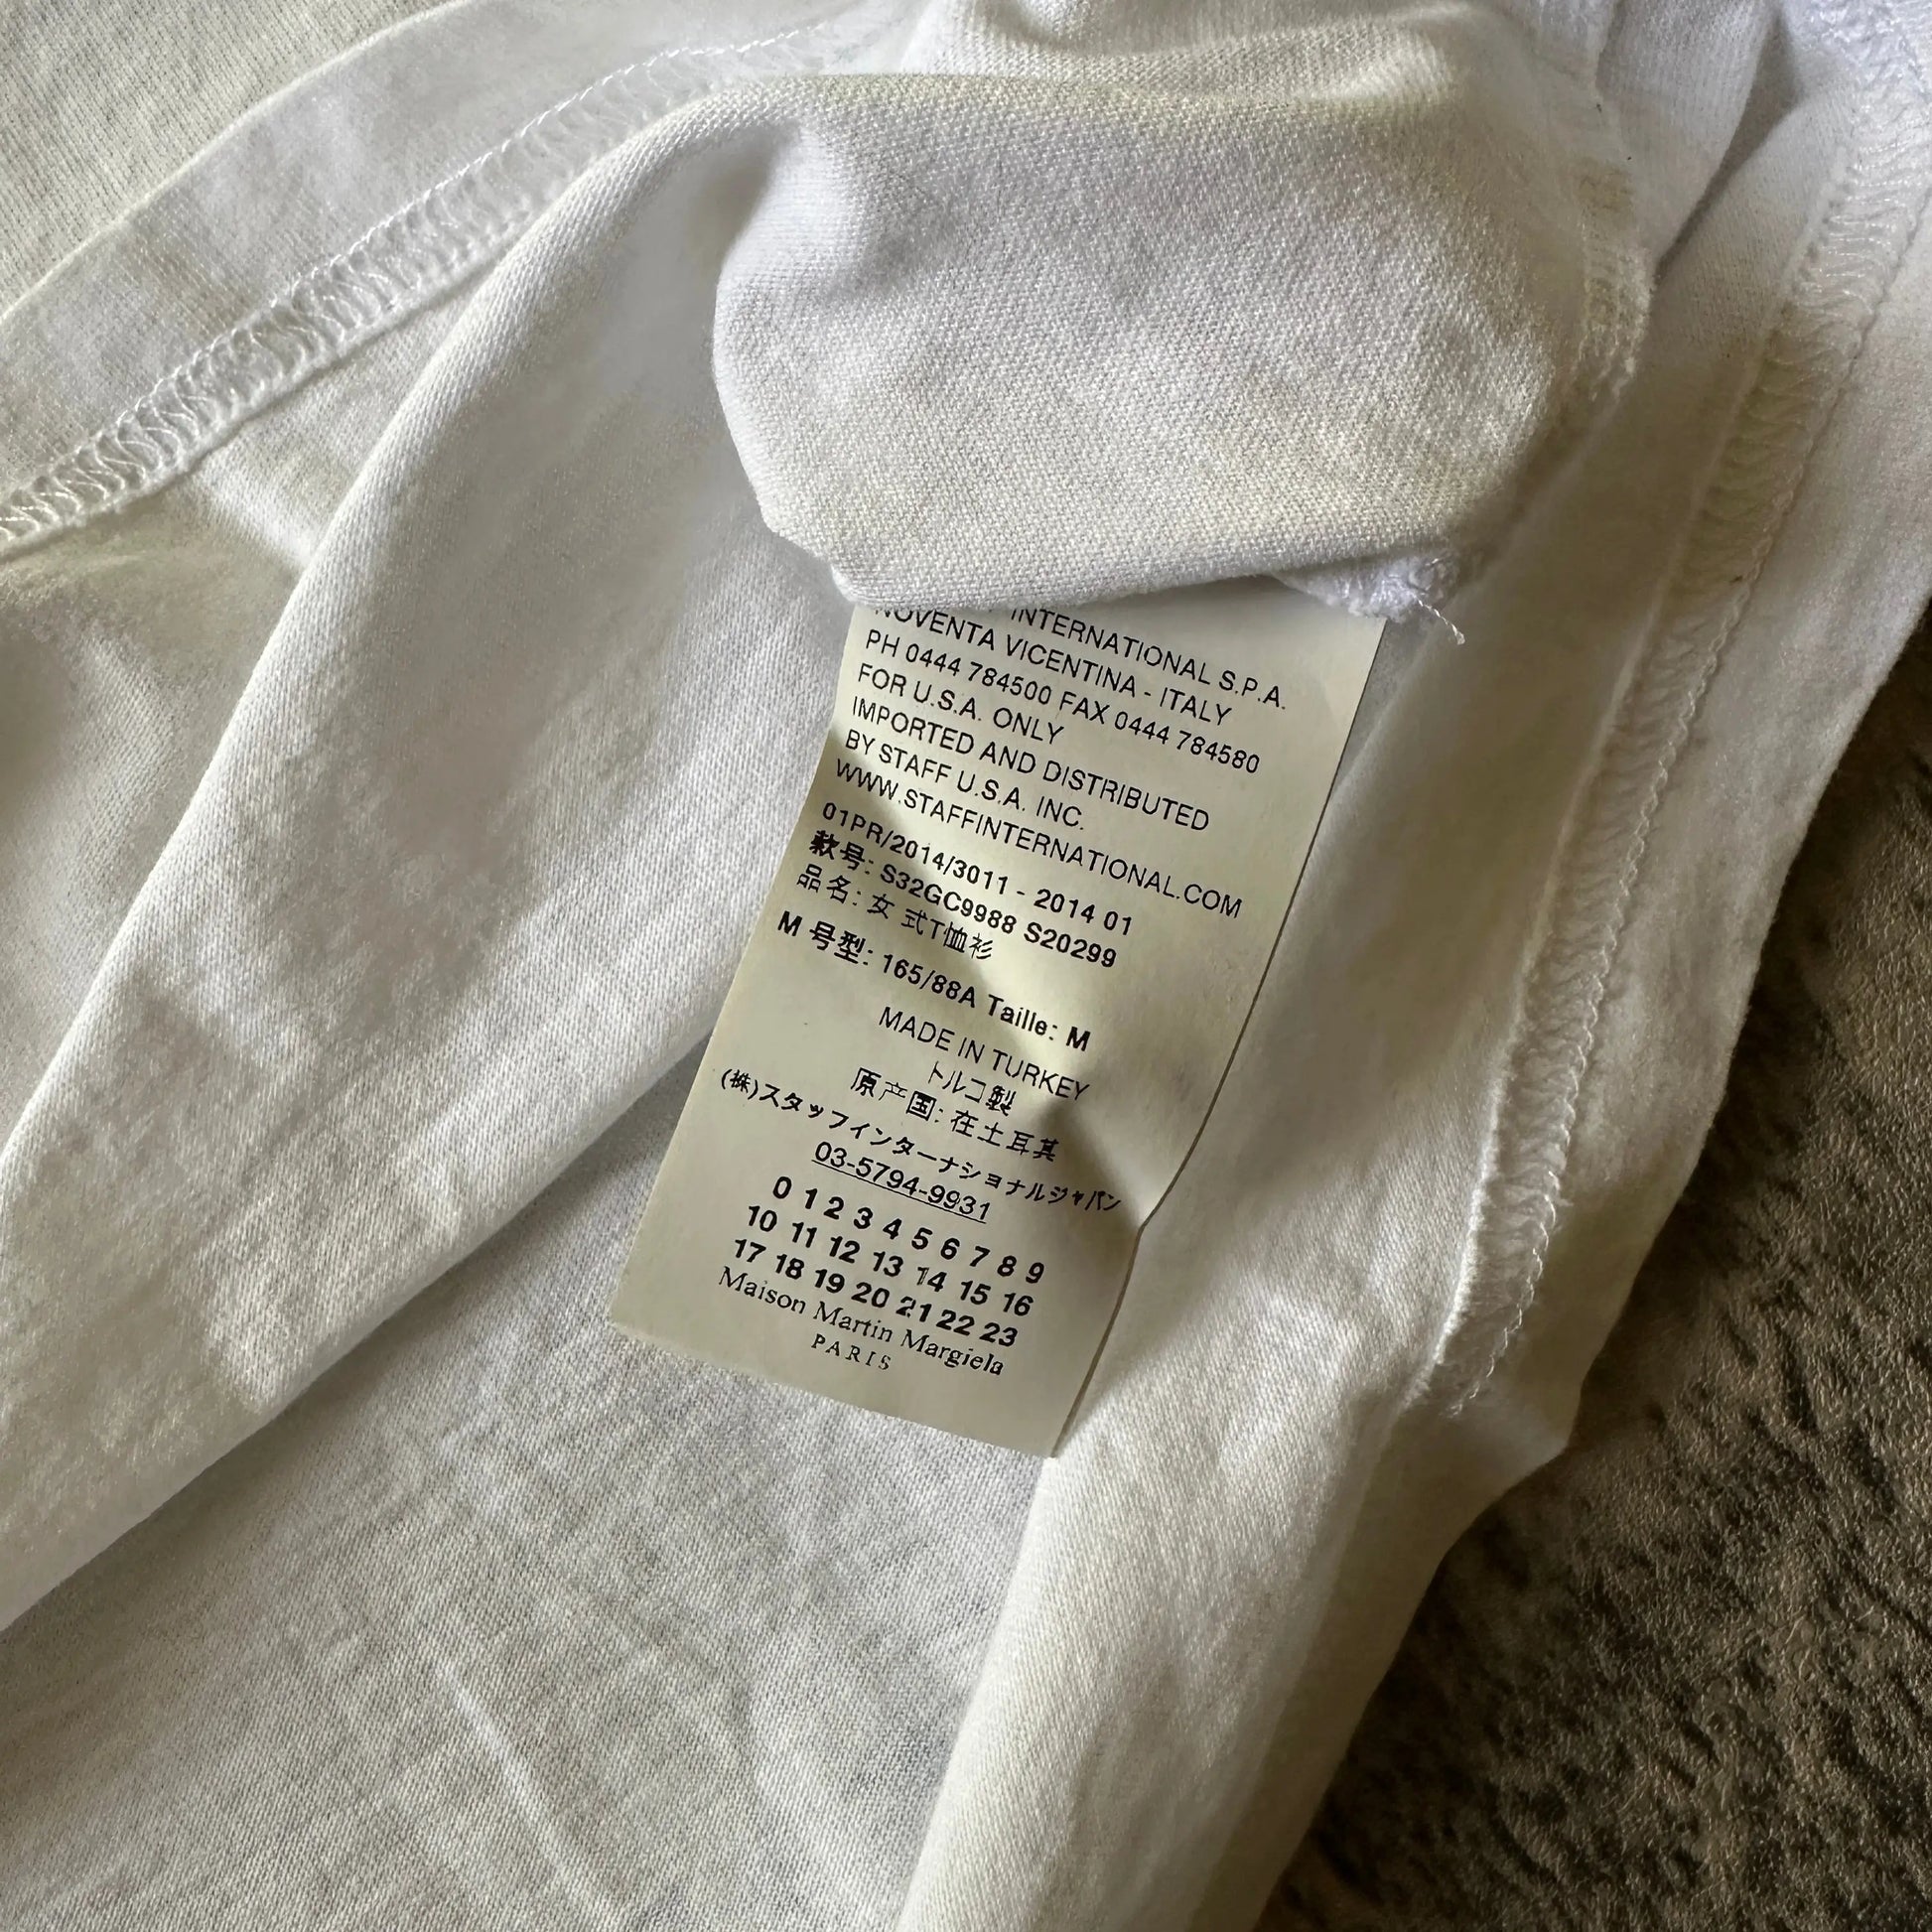 INTERNATIONAL S.P.A.
NOVENTA VICENTINA - ITALY
PH 0444 784500 FAX 0444 784580
FOR U.S.A. ONLY
IMPORTED AND DISTRIBUTED
BY STAFF U.S.A. INC.
WWW.STAFFINTERNATIONAL.COM
01PR/2014/3011 - 2014 01
款号: S32GC9988 S20299
品名: 女式T恤衫
M 号型: 165/88A Taille: M
MADE IN TURKEY
トルコ製
原产国: 在土耳其
(株)スタッフインターナショナルジャパン
03-5794-9931
0 1 2 3 4 5 6 7 8 9
10 11 12 13 14 15 16
17 18 19 20 21 22 23
Maison Martin Margiela
PARIS